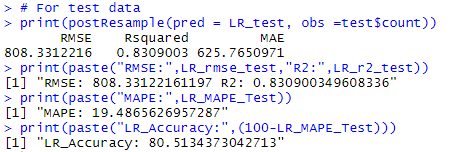 > # For test data
> print(postResample(pred = LR_test, obs =test$count))
RMSE Rsquared MAE
808.3312216 0.8309003 625.7650971
> print(paste("RMSE:",LR_rmse_test,"R2:",LR_r2_test))
[1] "RMSE: 808.33122161197 R2: 0.830900349608336"
> print(paste("MAPE:",LR_MAPE_Test))
[1] "MAPE: 19.4865626957287"
> print(paste("LR_Accuracy:",(100-LR_MAPE_Test)))
[1] "LR_Accuracy: 80.5134373042713"